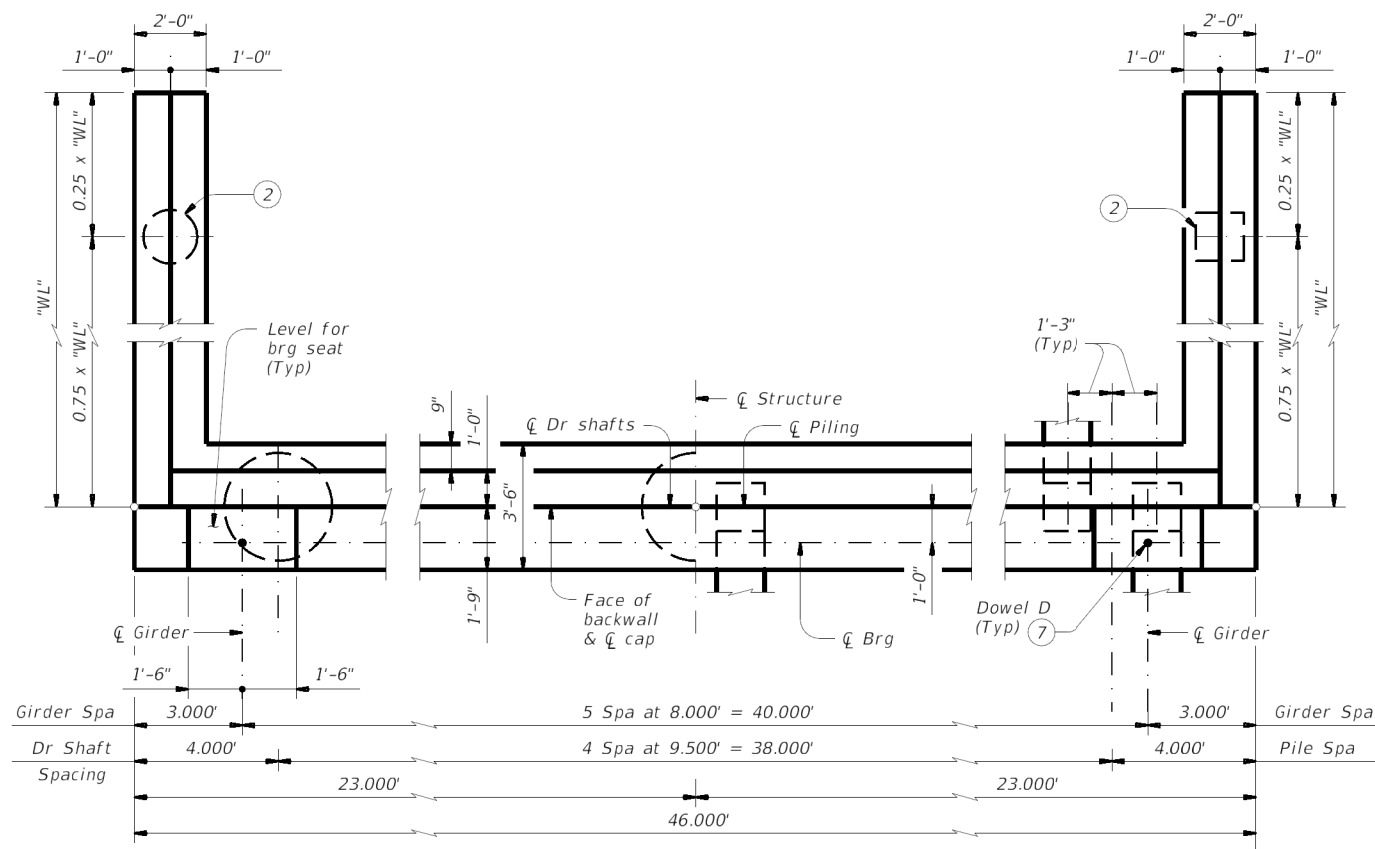 2'-0"
2'-0"
1'-0"
1'-0"
1'-0"
1'-0"
0.25 x "WL"
0.25 x "WL"
2
2
"WL"
"WL"
0.75 x "WL"
0.75 x "WL"
Level for
brg seat
(Typ)
1'-3"
(Typ)
9"
1'-0"
℄ Structure
℄ Dr shafts
℄ Piling
3'-6"
1'-9"
1'-0"
Face of
backwall
& ℄ cap
℄ Brg
Dowel D
(Typ) 7
℄ Girder
℄ Girder
1'-6"
1'-6"
Girder Spa
3.000'
5 Spa at 8.000' = 40.000'
3.000'
Girder Spa
Dr Shaft
Spacing
4.000'
4 Spa at 9.500' = 38.000'
4.000'
Pile Spa
23.000'
23.000'
46.000'